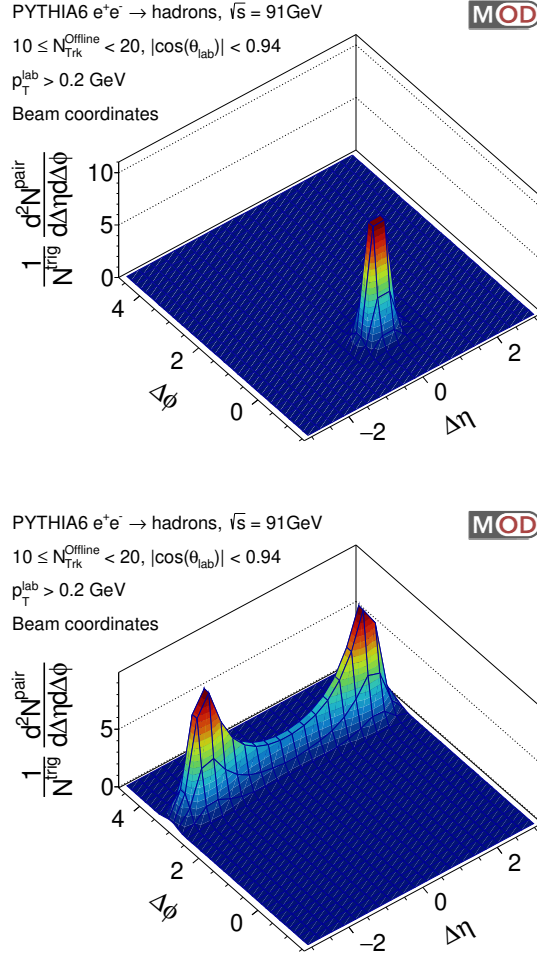 PYTHIA6 e⁺e⁻ → hadrons, √s = 91GeV
MOD
10 ≤ N_Trk^Offline < 20, |cos(θ_lab)| < 0.94
p_T^lab > 0.2 GeV
Beam coordinates
1/N^trig d²N^pair/dΔηdΔϕ
10
5
0
4
2
0
Δϕ
−2
0
2
Δη
PYTHIA6 e⁺e⁻ → hadrons, √s = 91GeV
MOD
10 ≤ N_Trk^Offline < 20, |cos(θ_lab)| < 0.94
p_T^lab > 0.2 GeV
Beam coordinates
1/N^trig d²N^pair/dΔηdΔϕ
5
0
4
2
0
Δϕ
−2
0
2
Δη